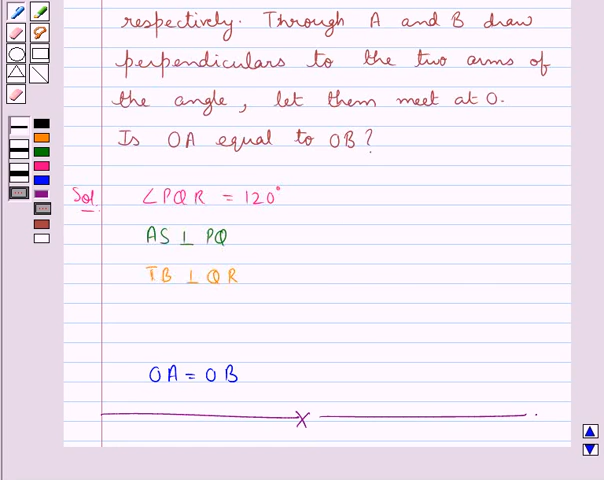 respectively. Through A and B draw
perpendiculars to the two arms of
the angle, let them meet at O.
Is OA equal to OB?
Sol. ∠PQR = 120°
AS ⊥ PQ
TB ⊥ QR
OA = OB